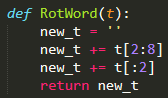 def RotWord(t):
    new_t = ''
    new_t += t[2:8]
    new_t += t[:2]
    return new_t